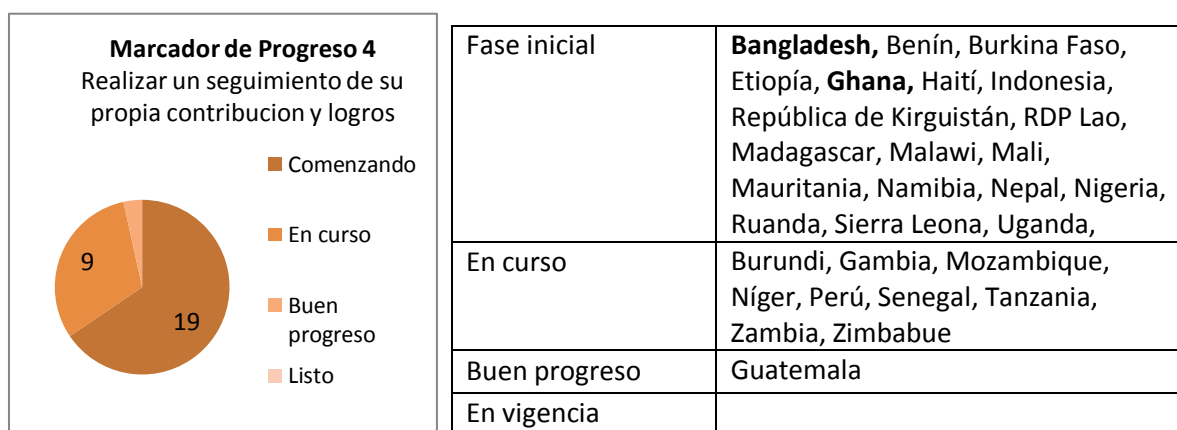 Marcador de Progreso 4
Realizar un seguimiento de su
propia contribucion y logros
Comenzando
En curso
Buen
progreso
Listo
9
19
Fase inicial
Bangladesh, Benín, Burkina Faso,
Etiopía, Ghana, Haití, Indonesia,
República de Kirguistán, RDP Lao,
Madagascar, Malawi, Mali,
Mauritania, Namibia, Nepal, Nigeria,
Ruanda, Sierra Leona, Uganda,
En curso
Burundi, Gambia, Mozambique,
Níger, Perú, Senegal, Tanzania,
Zambia, Zimbabue
Buen progreso
Guatemala
En vigencia